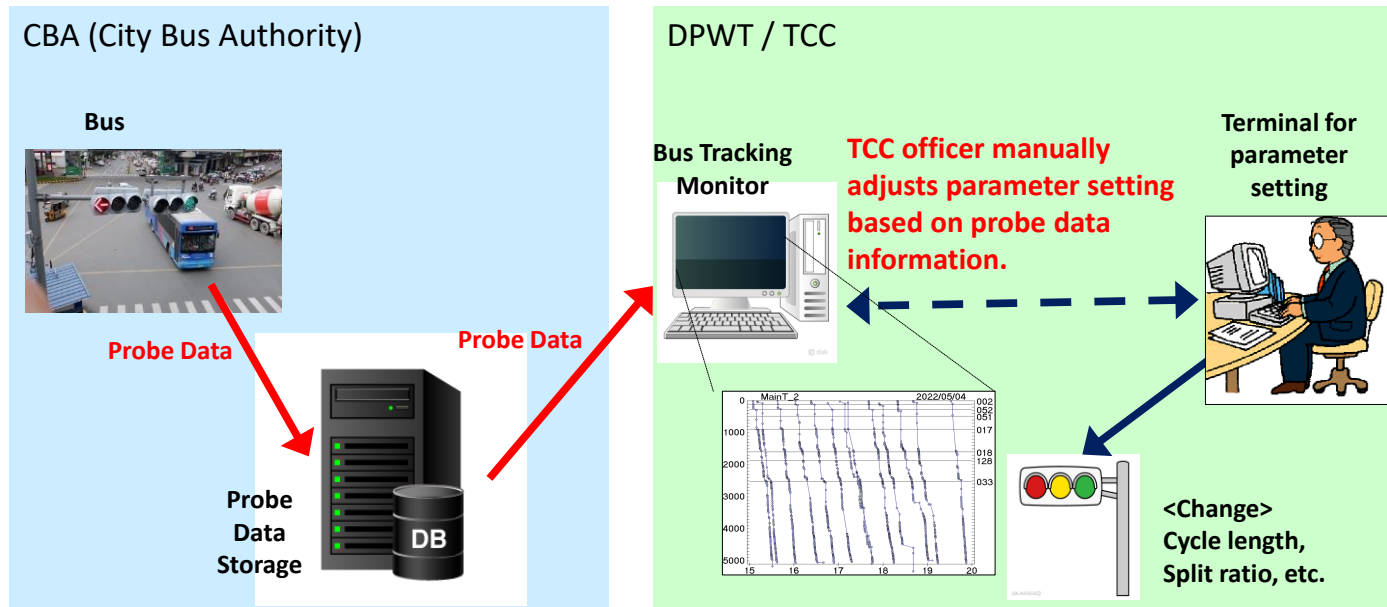 CBA (City Bus Authority)
Bus
Probe Data
Probe Data
Probe
Data
Storage
DB
DPWT / TCC
Bus Tracking
Monitor
TCC officer manually
adjusts parameter setting
based on probe data
information.
Terminal for
parameter
setting
© dak
MainT_2
2022/05/04
0
1000
2000
3000
4000
5000
002
052
051
017
018
128
033
15
16
17
18
19
20
<Change>
Cycle length,
Split ratio, etc.